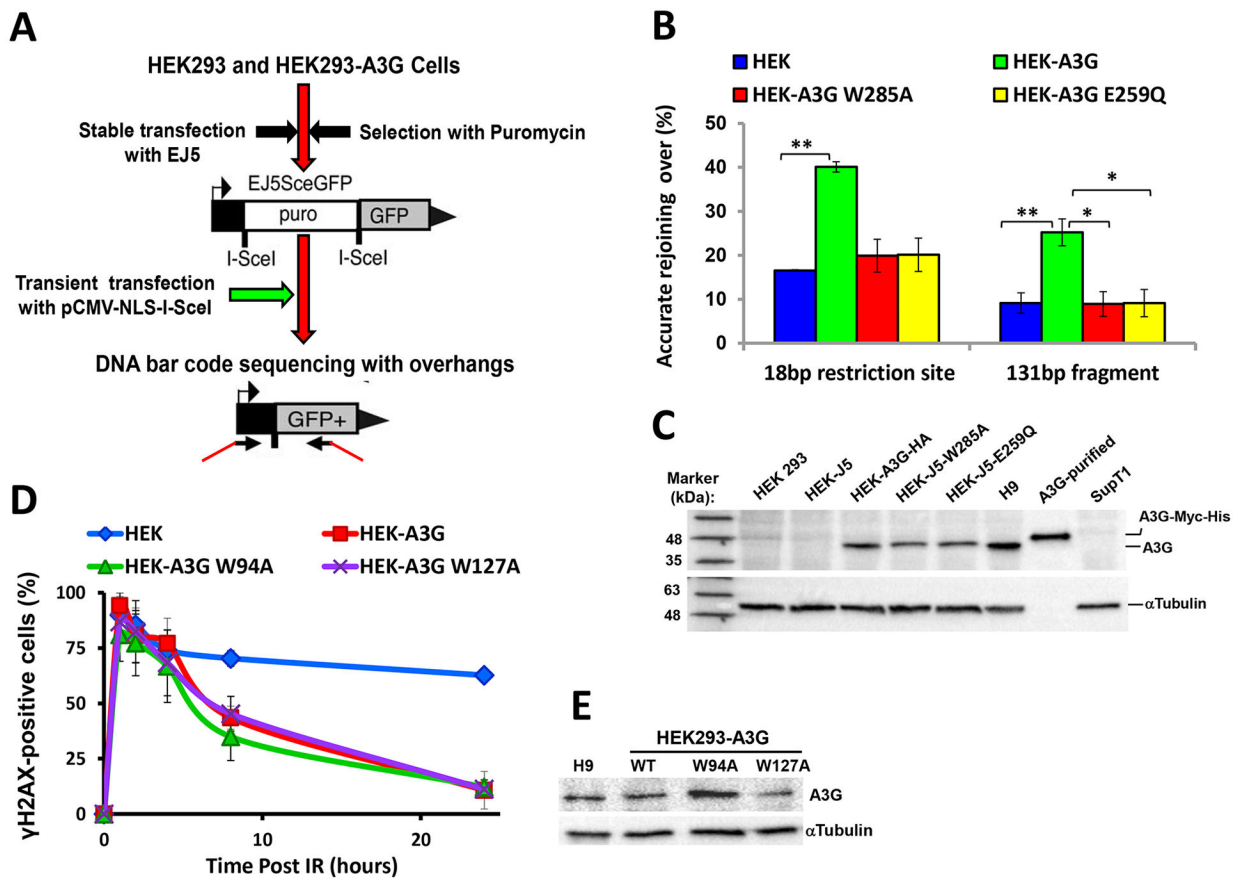 A
HEK293 and HEK293-A3G Cells
Stable transfection
with EJ5
Selection with Puromycin
EJ5SceGFP
puro
GFP
I-SceI
I-SceI
Transient transfection
with pCMV-NLS-I-SceI
DNA bar code sequencing with overhangs
GFP+
B
HEK
HEK-A3G
HEK-A3G W285A
HEK-A3G E259Q
Accurate rejoining over (%)
50
40
30
20
10
0
**
**
*
*
18bp restriction site
131bp fragment
C
Marker
(kDa):
HEK 293
HEK-J5
HEK-A3G-HA
HEK-J5-W285A
HEK-J5-E259Q
H9
A3G-purified
SupT1
48
35
63
48
A3G-Myc-His
A3G
αTubulin
D
HEK
HEK-A3G
HEK-A3G W94A
HEK-A3G W127A
γH2AX-positive cells (%)
100
75
50
25
0
0
10
20
Time Post IR (hours)
E
HEK293-A3G
H9
WT
W94A
W127A
A3G
αTubulin